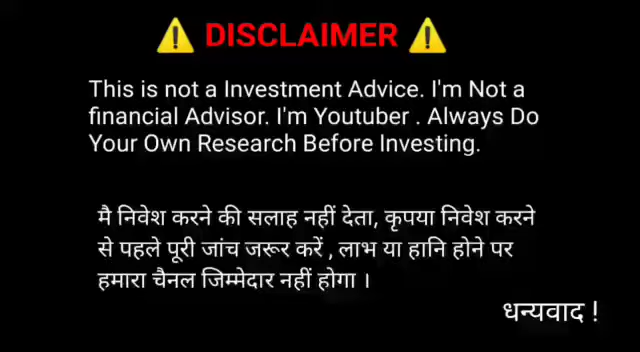 ⚠️ DISCLAIMER ⚠️
This is not a Investment Advice. I'm Not a
financial Advisor. I'm Youtuber . Always Do
Your Own Research Before Investing.
मै निवेश करने की सलाह नहीं देता, कृपया निवेश करने
से पहले पूरी जांच जरूर करें , लाभ या हानि होने पर
हमारा चैनल जिम्मेदार नहीं होगा ।
धन्यवाद !